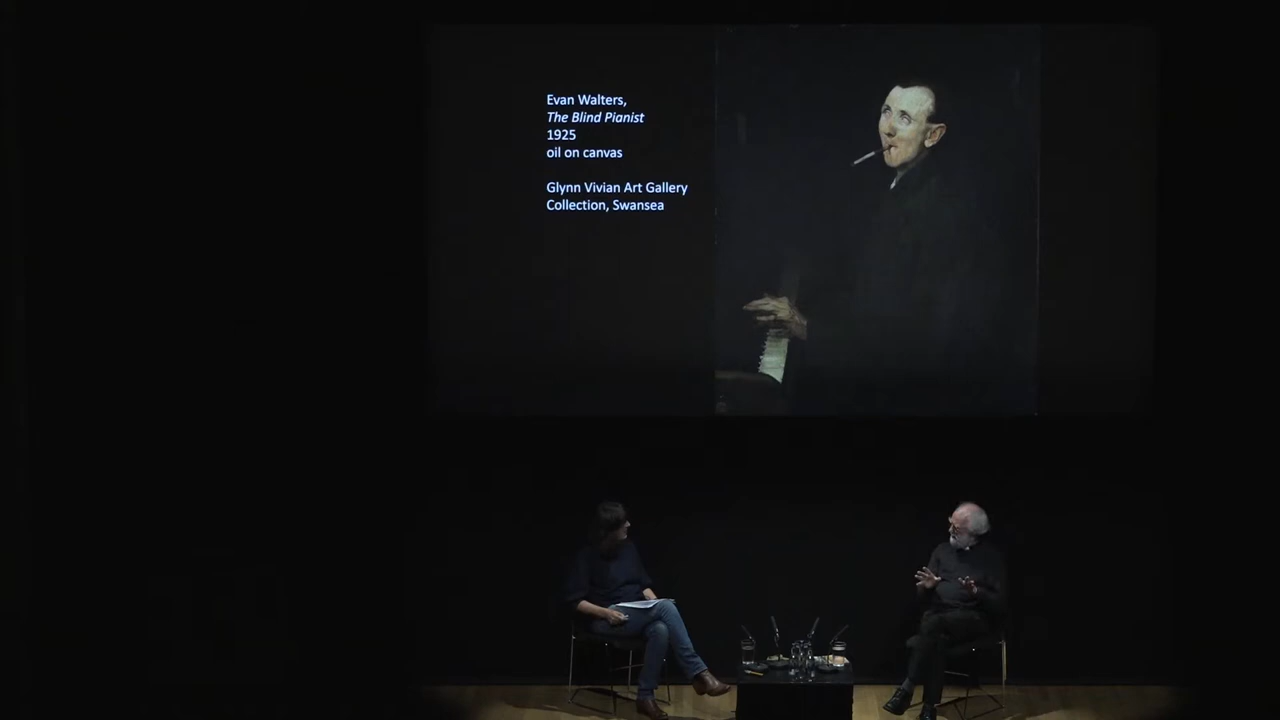 Evan Walters,
The Blind Pianist
1925
oil on canvas
Glynn Vivian Art Gallery
Collection, Swansea